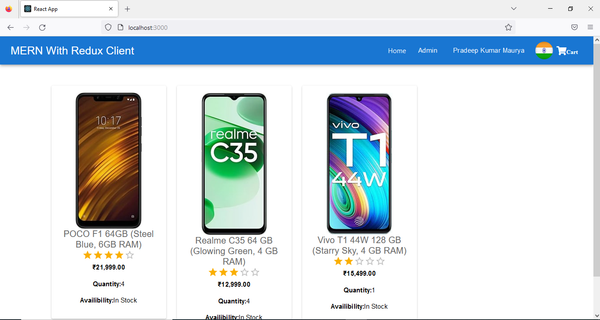 React App
localhost:3000
MERN With Redux Client
Home
Admin
Pradeep Kumar Maurya
Cart
10:17
realme
C35
vivo
T1
44W
POCO F1 64GB (Steel
Blue, 6GB RAM)
₹21,999.00
Quantity:4
Availibility:In Stock
Realme C35 64 GB
(Glowing Green, 4 GB
RAM)
₹12,999.00
Quantity:4
Availibility:In Stock
Vivo T1 44W 128 GB
(Starry Sky, 4 GB RAM)
₹15,499.00
Quantity:1
Availibility:In Stock